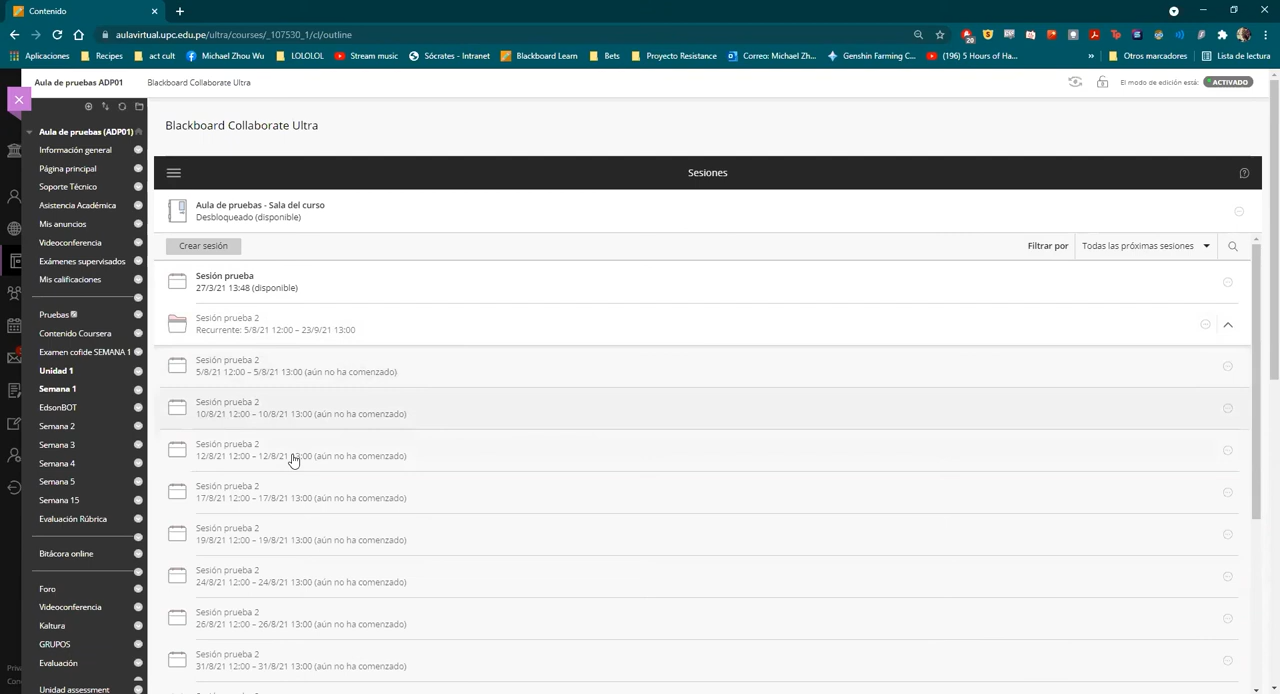 Contenido
aulavirtual.upc.edu.pe/ultra/courses/_107530_1/cl/outline
Aplicaciones
Recipes
act cult
Michael Zhou Wu
LOLOLOL
Stream music
Sócrates - Intranet
Blackboard Learn
Bets
Proyecto Resistance
Correo: Michael Zh...
Genshin Farming C...
(196) 5 Hours of Ha...
»
Otros marcadores
Lista de lectura
Aula de pruebas ADP01
Blackboard Collaborate Ultra
El modo de edición está:
ACTIVADO
Aula de pruebas (ADP01)
Información general
Página principal
Soporte Técnico
Asistencia Académica
Mis anuncios
Videoconferencia
Exámenes supervisados
Mis calificaciones
Pruebas
Contenido Coursera
Examen cofide SEMANA 1
Unidad 1
Semana 1
EdsonBOT
Semana 2
Semana 3
Semana 4
Semana 5
Semana 15
Evaluación Rúbrica
Bitácora online
Foro
Videoconferencia
Kaltura
GRUPOS
Evaluación
Unidad assessment
Priv
Con
Blackboard Collaborate Ultra
Sesiones
Aula de pruebas - Sala del curso
Desbloqueado (disponible)
Crear sesión
Filtrar por
Todas las próximas sesiones
Sesión prueba
27/3/21 13:48 (disponible)
Sesión prueba 2
Recurrente: 5/8/21 12:00 – 23/9/21 13:00
Sesión prueba 2
5/8/21 12:00 – 5/8/21 13:00 (aún no ha comenzado)
Sesión prueba 2
10/8/21 12:00 – 10/8/21 13:00 (aún no ha comenzado)
Sesión prueba 2
12/8/21 12:00 – 12/8/21 13:00 (aún no ha comenzado)
Sesión prueba 2
17/8/21 12:00 – 17/8/21 13:00 (aún no ha comenzado)
Sesión prueba 2
19/8/21 12:00 – 19/8/21 13:00 (aún no ha comenzado)
Sesión prueba 2
24/8/21 12:00 – 24/8/21 13:00 (aún no ha comenzado)
Sesión prueba 2
26/8/21 12:00 – 26/8/21 13:00 (aún no ha comenzado)
Sesión prueba 2
31/8/21 12:00 – 31/8/21 13:00 (aún no ha comenzado)